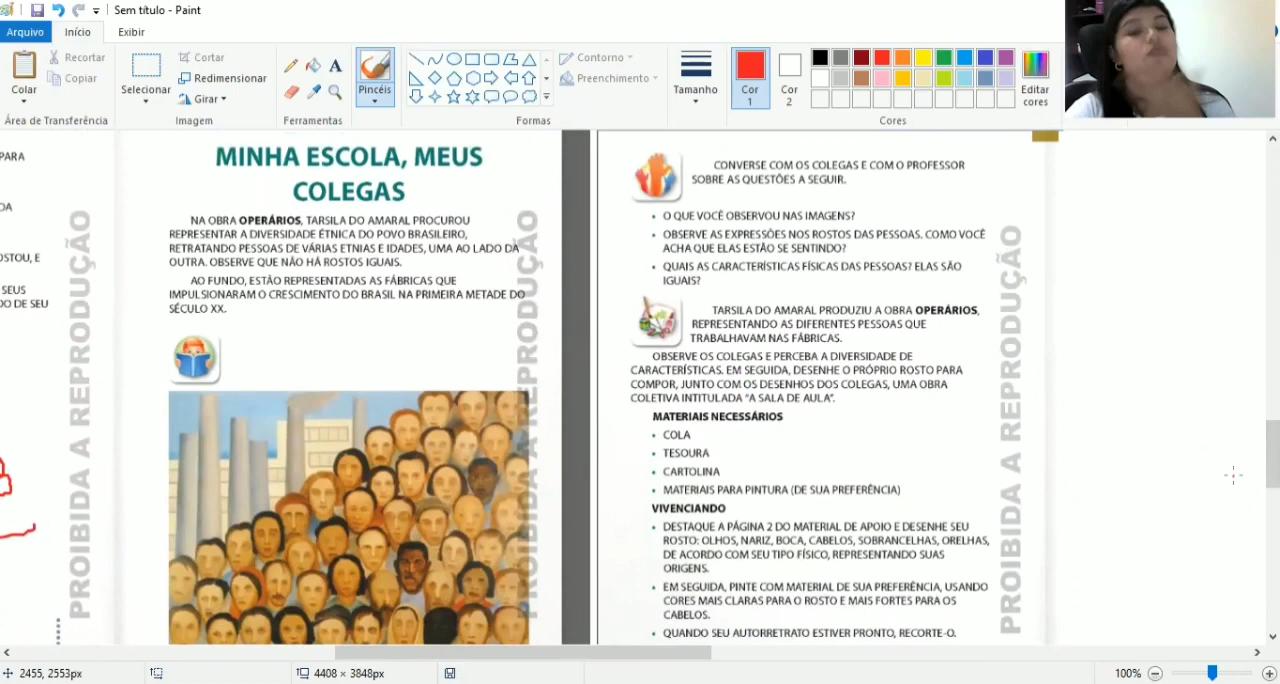 Sem título - Paint
Arquivo
Início
Exibir
Colar
Recortar
Copiar
Área de Transferência
Selecionar
Cortar
Redimensionar
Girar
Imagem
A
Ferramentas
Pincéis
Contorno
Preenchimento
Formas
Tamanho
Cor
1
Cor
2
Editar
cores
Cores
PARA
DA
OSTOU, E
SEUS
DO DE SEU
PROIBIDA A REPRODUÇÃO
MINHA ESCOLA, MEUS
COLEGAS
NA OBRA OPERÁRIOS, TARSILA DO AMARAL PROCUROU
REPRESENTAR A DIVERSIDADE ÉTNICA DO POVO BRASILEIRO,
RETRATANDO PESSOAS DE VÁRIAS ETNIAS E IDADES, UMA AO LADO DA
OUTRA. OBSERVE QUE NÃO HÁ ROSTOS IGUAIS.
AO FUNDO, ESTÃO REPRESENTADAS AS FÁBRICAS QUE
IMPULSIONARAM O CRESCIMENTO DO BRASIL NA PRIMEIRA METADE DO
SÉCULO XX.
PROIBIDA A REPRODUÇÃO
CONVERSE COM OS COLEGAS E COM O PROFESSOR
SOBRE AS QUESTÕES A SEGUIR.
• O QUE VOCÊ OBSERVOU NAS IMAGENS?
• OBSERVE AS EXPRESSÕES NOS ROSTOS DAS PESSOAS. COMO VOCÊ
ACHA QUE ELAS ESTÃO SE SENTINDO?
• QUAIS AS CARACTERÍSTICAS FÍSICAS DAS PESSOAS? ELAS SÃO
IGUAIS?
TARSILA DO AMARAL PRODUZIU A OBRA OPERÁRIOS,
REPRESENTANDO AS DIFERENTES PESSOAS QUE
TRABALHAVAM NAS FÁBRICAS.
OBSERVE OS COLEGAS E PERCEBA A DIVERSIDADE DE
CARACTERÍSTICAS. EM SEGUIDA, DESENHE O PRÓPRIO ROSTO PARA
COMPOR, JUNTO COM OS DESENHOS DOS COLEGAS, UMA OBRA
COLETIVA INTITULADA “A SALA DE AULA”.
MATERIAIS NECESSÁRIOS
• COLA
• TESOURA
• CARTOLINA
• MATERIAIS PARA PINTURA (DE SUA PREFERÊNCIA)
VIVENCIANDO
• DESTAQUE A PÁGINA 2 DO MATERIAL DE APOIO E DESENHE SEU
ROSTO: OLHOS, NARIZ, BOCA, CABELOS, SOBRANCELHAS, ORELHAS,
DE ACORDO COM SEU TIPO FÍSICO, REPRESENTANDO SUAS
ORIGENS.
• EM SEGUIDA, PINTE COM MATERIAL DE SUA PREFERÊNCIA, USANDO
CORES MAIS CLARAS PARA O ROSTO E MAIS FORTES PARA OS
CABELOS.
• QUANDO SEU AUTORRETRATO ESTIVER PRONTO, RECORTE-O.
PROIBIDA A REPRODUÇÃO
2455, 2553px
4408 × 3848px
100%